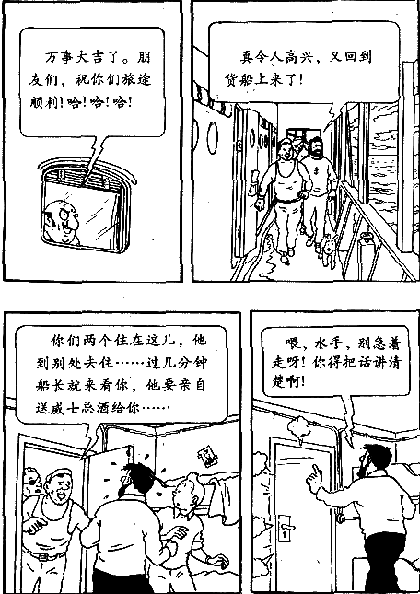 万事大吉了。朋
友们，祝你们旅途
顺利！哈！哈！哈！
真令人高兴，又回到
货船上来了！
你们两个住在这儿，他
到别处去住……过几分钟
船长就来看你，他要亲自
送威士忌酒给你……
喂，水手，别急着
走呀！你得把话讲清
楚啊！